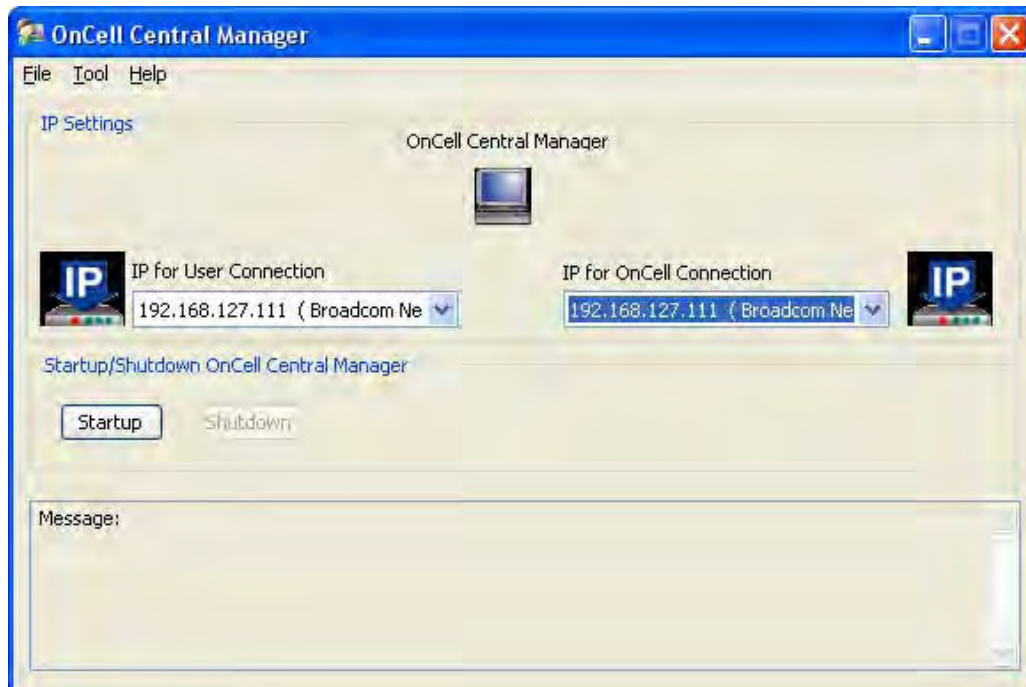 OnCell Central Manager
File Tool Help
IP Settings
OnCell Central Manager
IP IP for User Connection
192.168.127.111 ( Broadcom Ne
IP for OnCell Connection IP
192.168.127.111 ( Broadcom Ne
Startup/Shutdown OnCell Central Manager
Startup Shutdown
Message: